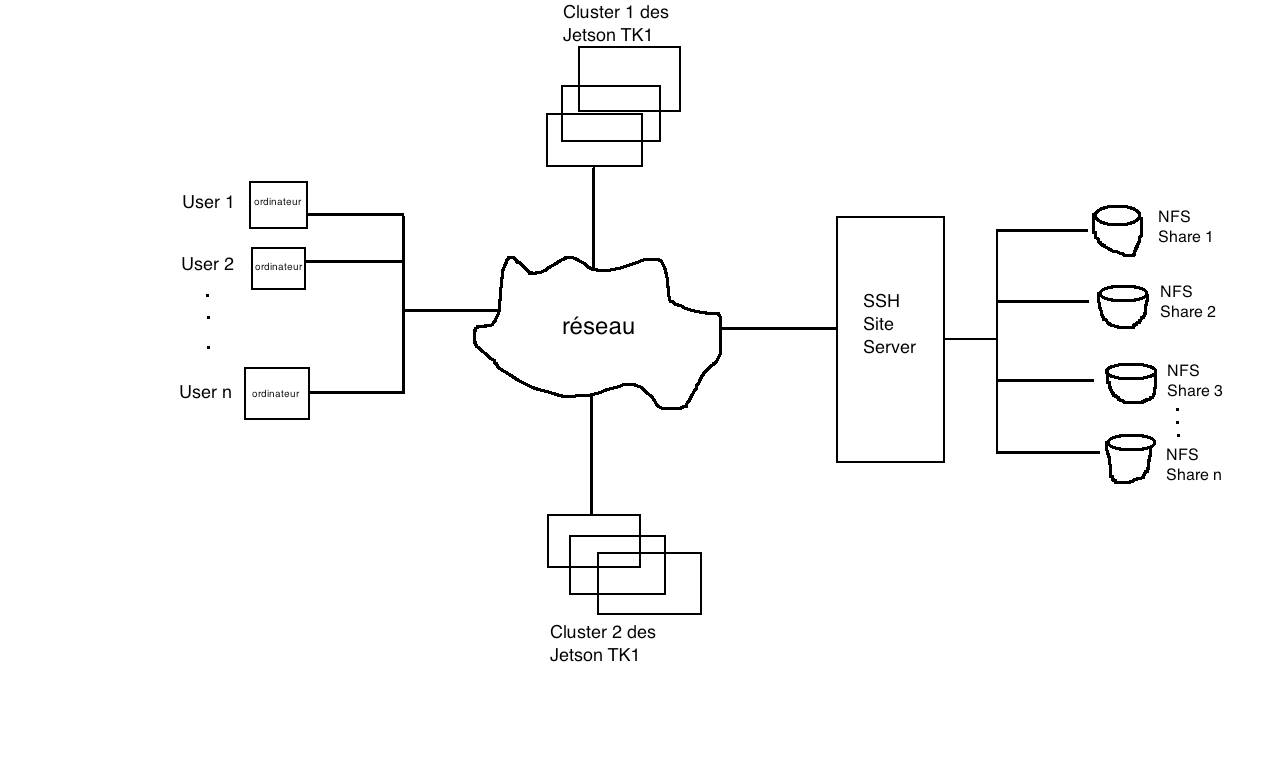 Cluster 1 des
Jetson TK1
User 1
ordinateur
User 2
ordinateur
User n
ordinateur
réseau
SSH
Site
Server
NFS
Share 1
NFS
Share 2
NFS
Share 3
NFS
Share n
Cluster 2 des
Jetson TK1